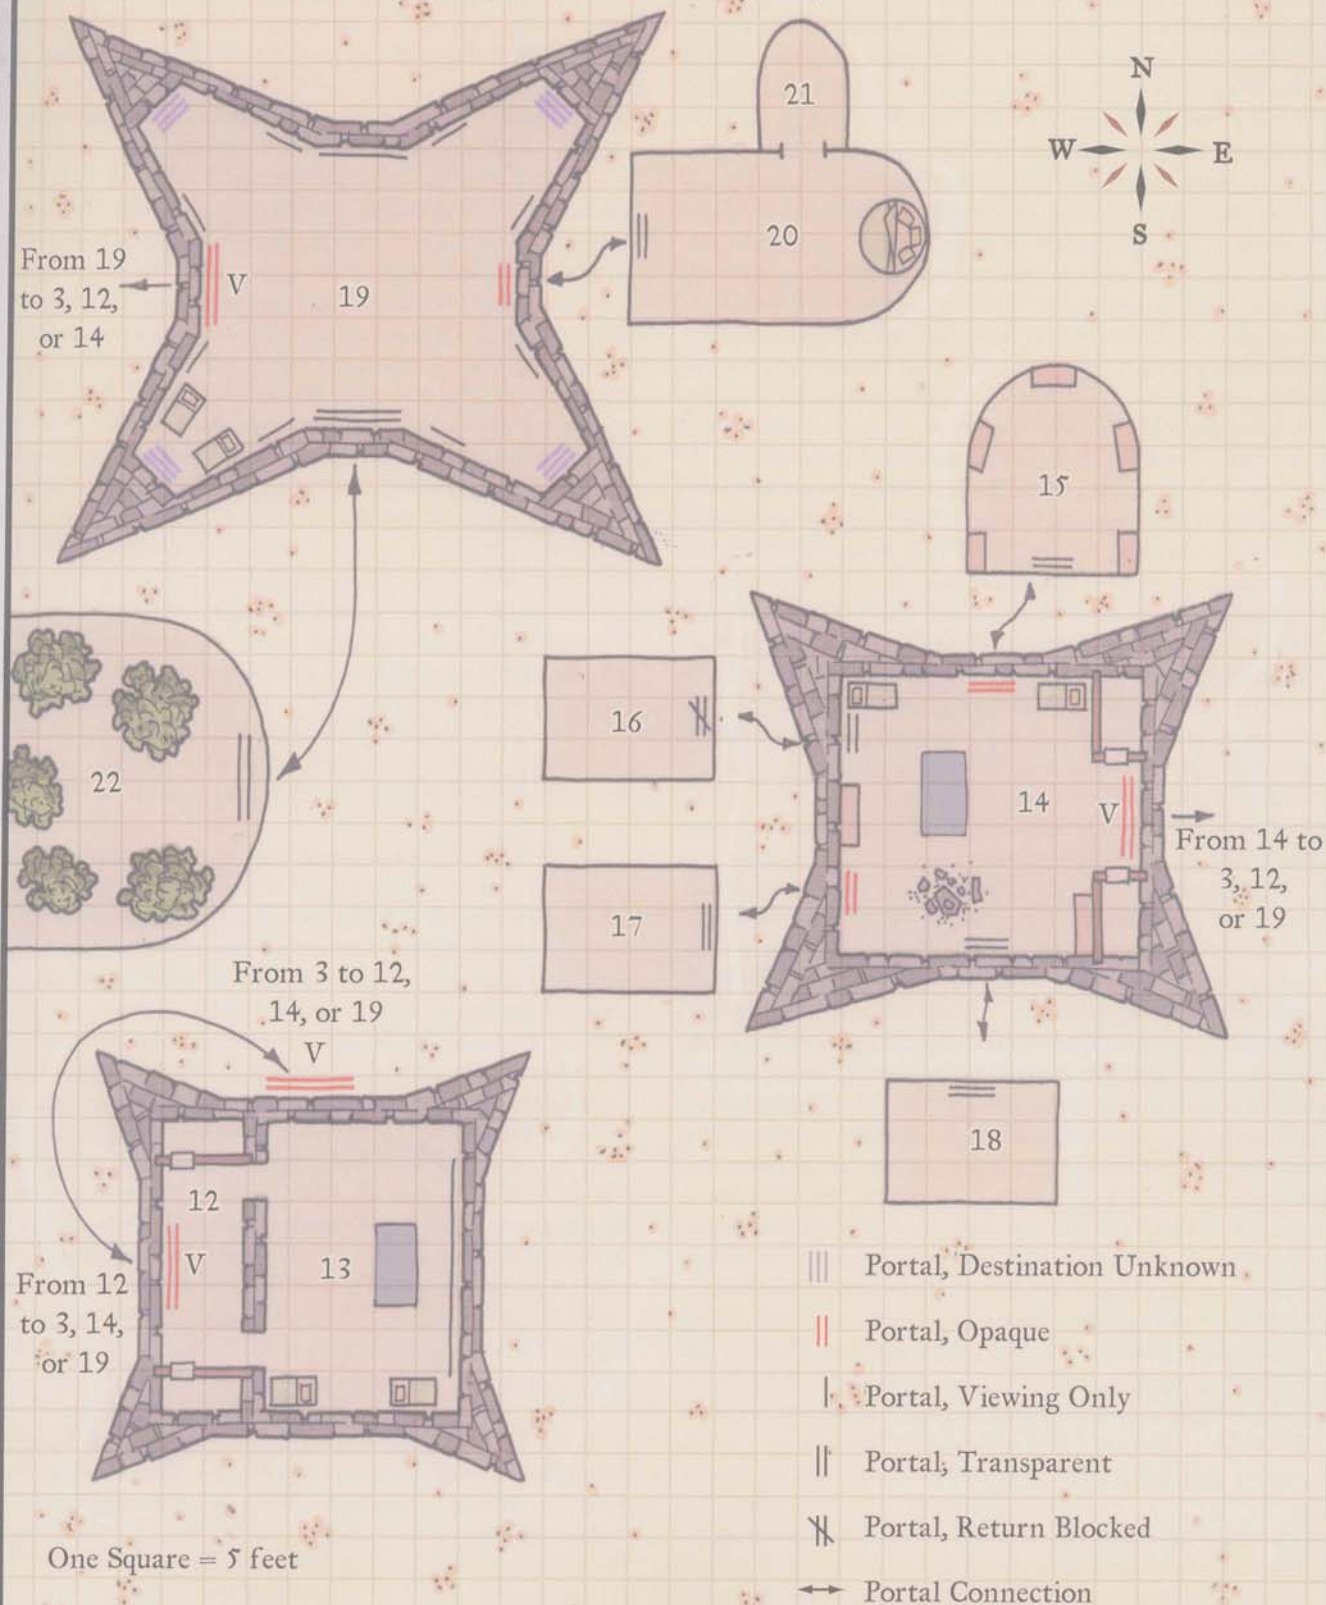 N
W
E
S
21
20
From 19
to 3, 12,
or 14
V
19
15
16
14
V
From 14 to
3, 12,
or 19
22
17
From 3 to 12,
14, or 19
V
18
12
V
13
From 12
to 3, 14,
or 19
Portal, Destination Unknown
Portal, Opaque
Portal, Viewing Only
Portal, Transparent
Portal, Return Blocked
Portal Connection
One Square = 5 feet